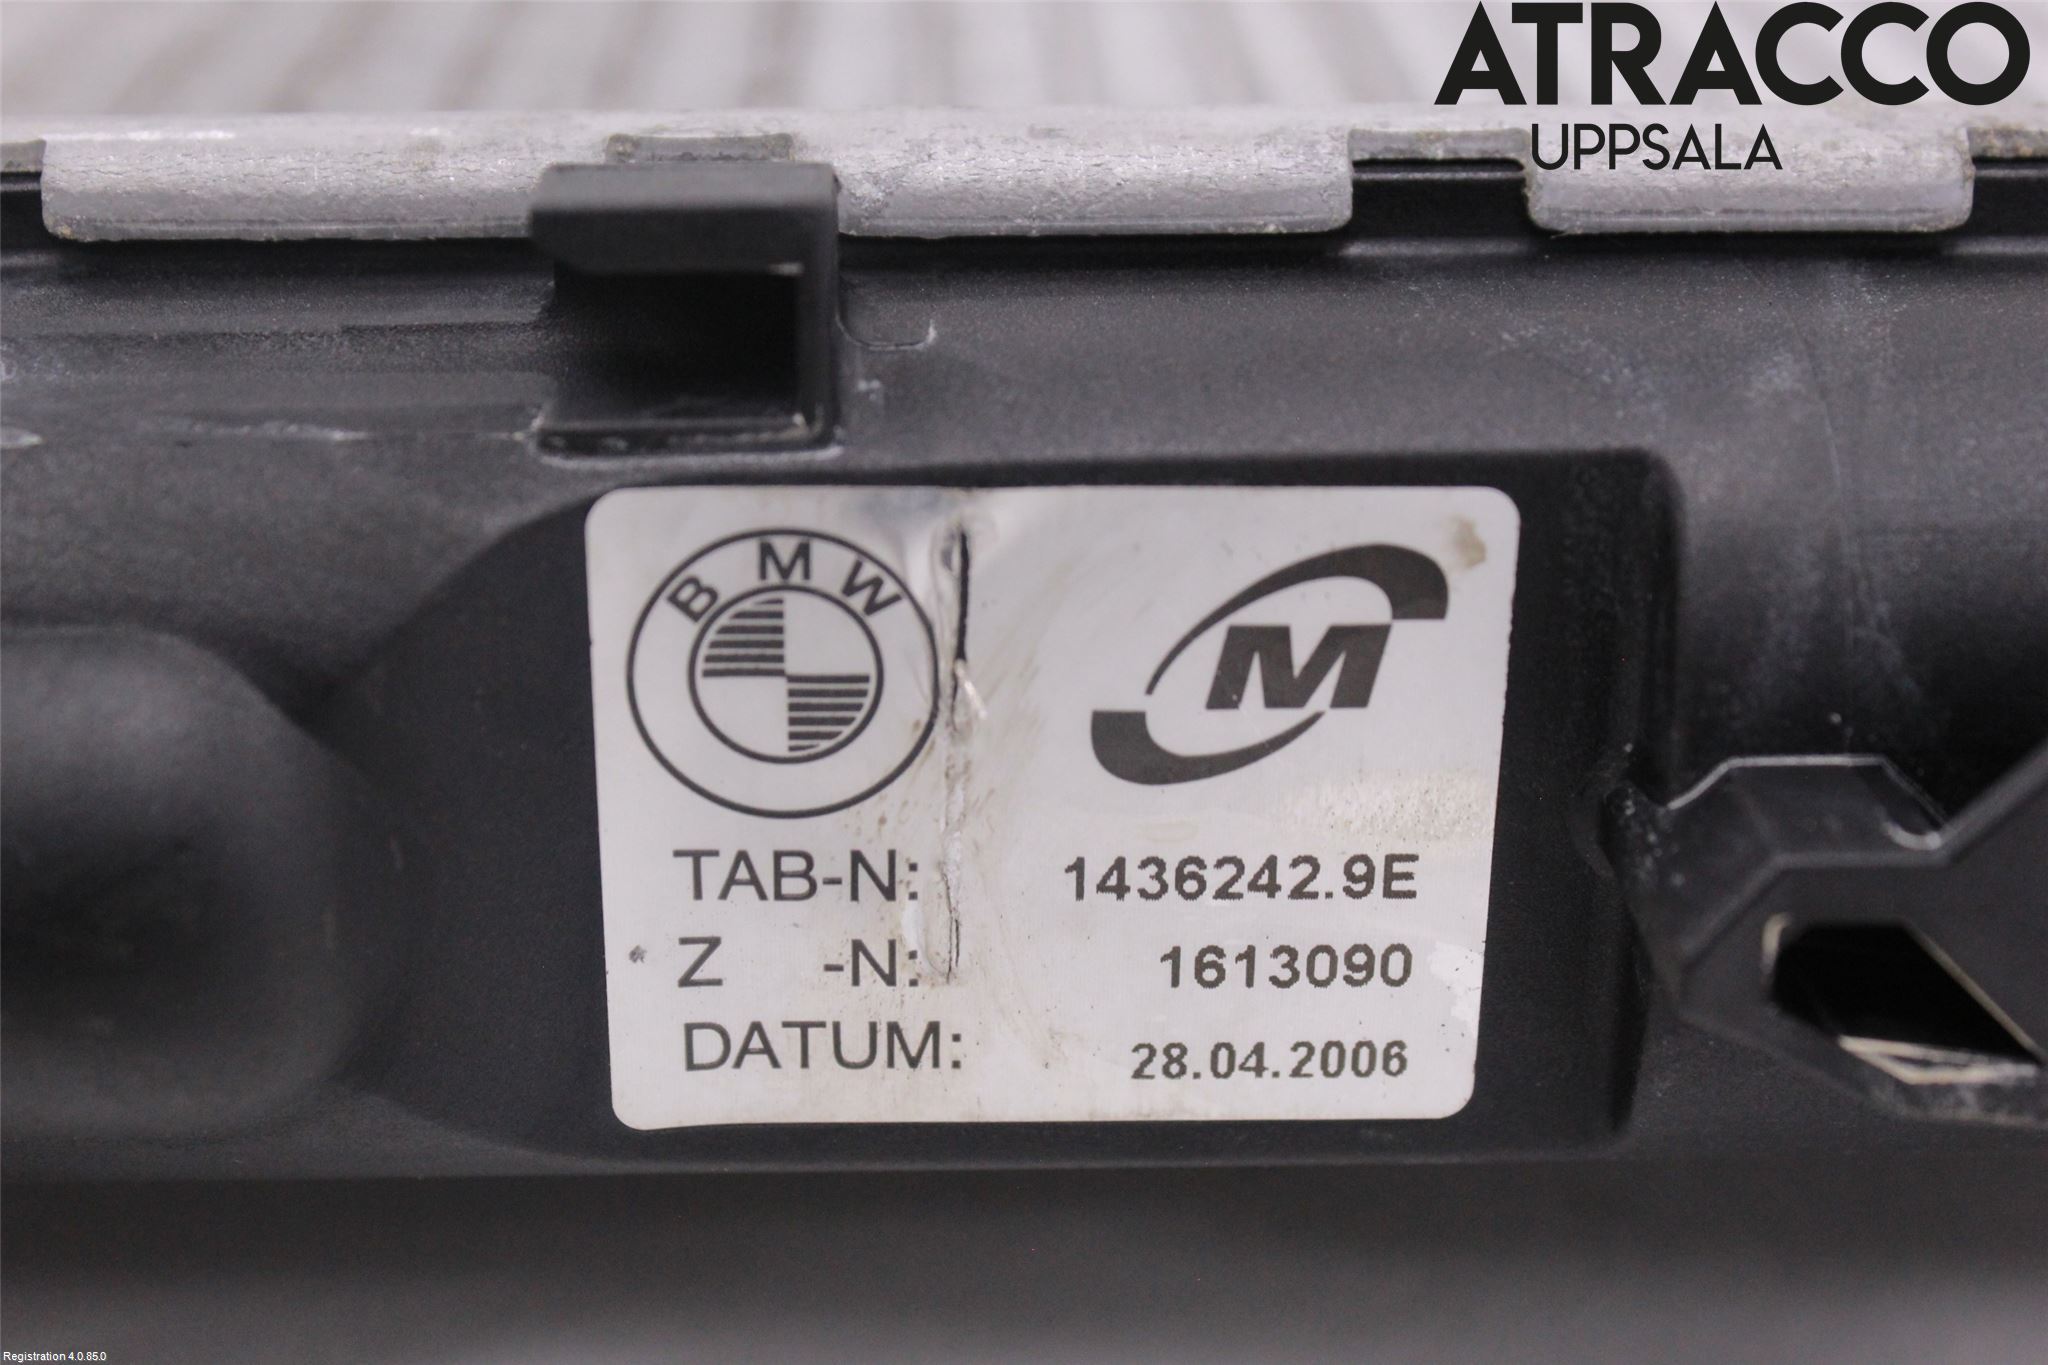 ATRACCO
UPPSALA
BMW
M
TAB-N: 1436242.9E
Z -N: 1613090
DATUM: 28.04.2006
Registration 4.0.85.0